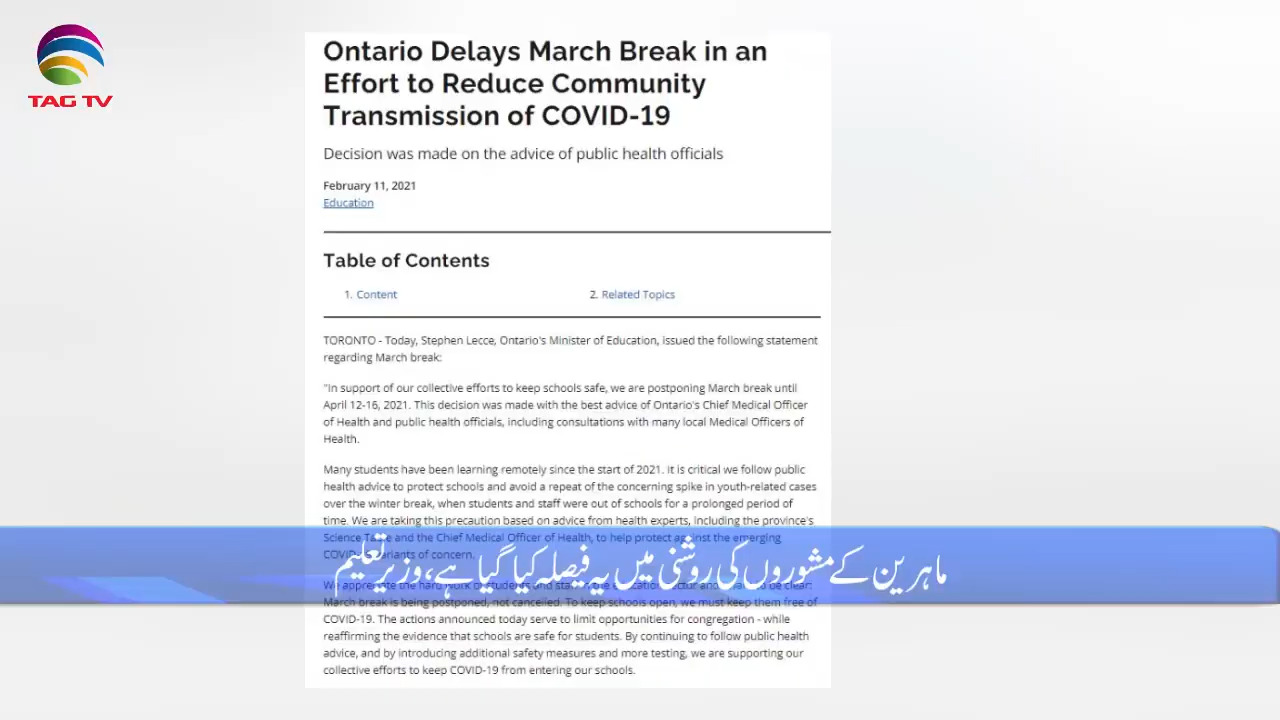 TAG TV
Ontario Delays March Break in an
Effort to Reduce Community
Transmission of COVID-19
Decision was made on the advice of public health officials
February 11, 2021
Education
Table of Contents
1. Content
2. Related Topics
TORONTO - Today, Stephen Lecce, Ontario's Minister of Education, issued the following statement
regarding March break:
"In support of our collective efforts to keep schools safe, we are postponing March break until
April 12-16, 2021. This decision was made with the best advice of Ontario's Chief Medical Officer
of Health and public health officials, including consultations with many local Medical Officers of
Health.
Many students have been learning remotely since the start of 2021. It is critical we follow public
health advice to protect schools and avoid a repeat of the concerning spike in youth-related cases
over the winter break, when students and staff were out of schools for a prolonged period of
time. We are taking this precaution based on advice from health experts, including the province's
Science and the Chief Medical Officer of Health, to help protect against the emerging
variants of concern.
ماہرین کے مشوروں کی روشنی میں یہ فیصلہ کیا گیا ہے، وزیر تعلیم
We the hard work of students and be clear:
March break is being postponed, not cancelled. To keep schools open, we must keep them free of
COVID-19. The actions announced today serve to limit opportunities for congregation - while
reaffirming the evidence that schools are safe for students. By continuing to follow public health
advice, and by introducing additional safety measures and more testing, we are supporting our
collective efforts to keep COVID-19 from entering our schools.